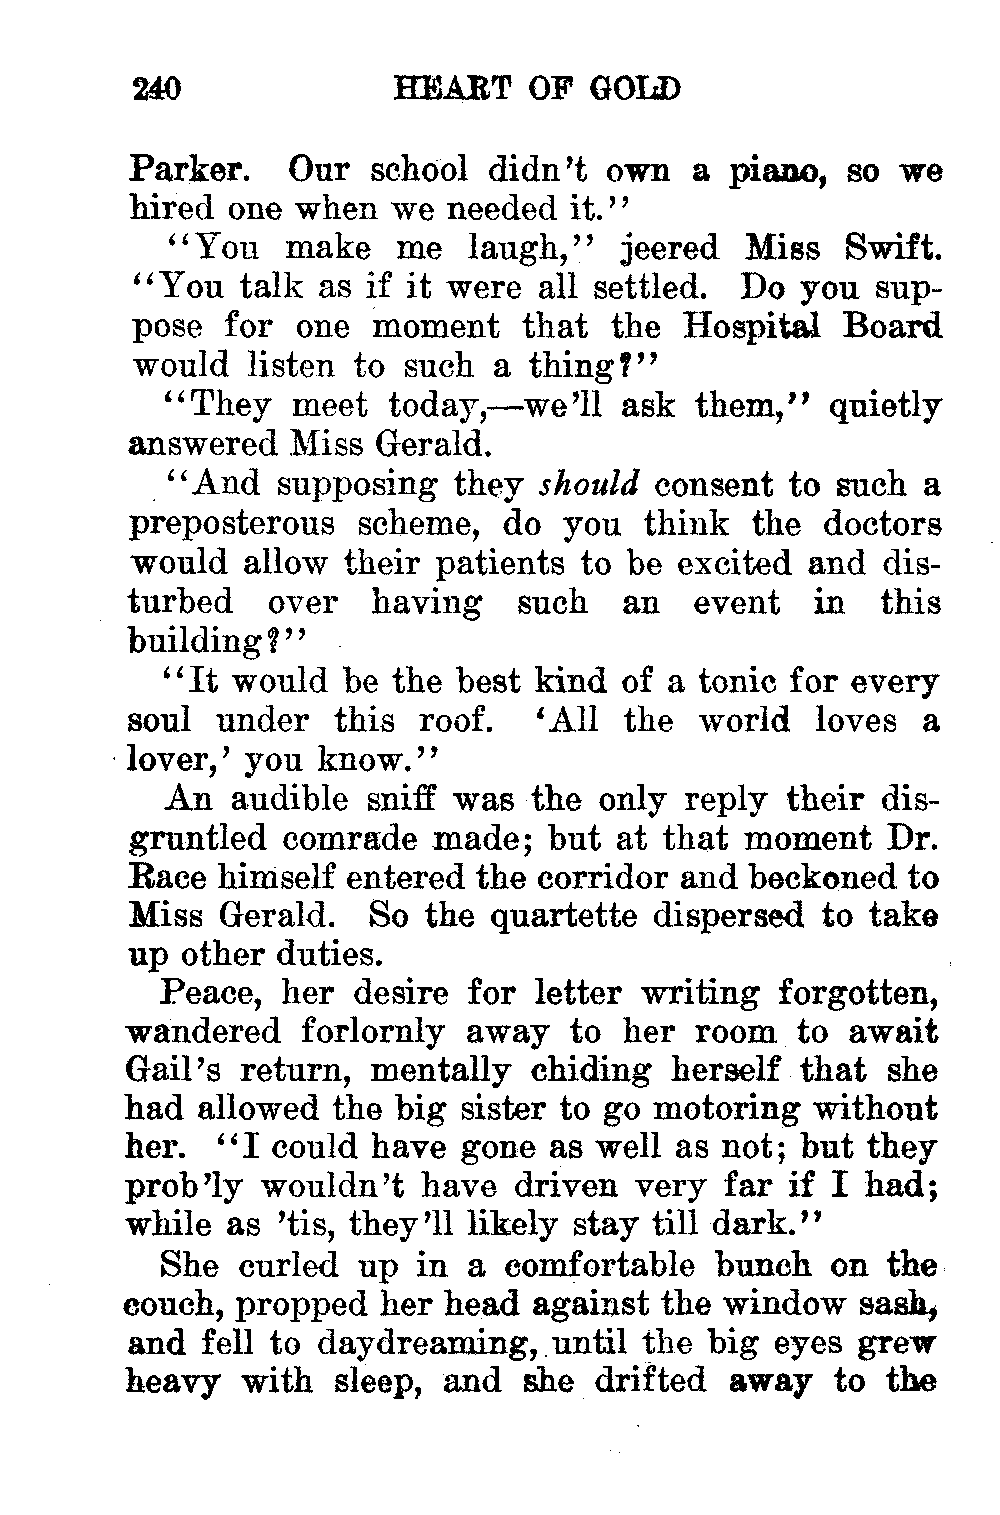 240 HEART OF GOLD
Parker. Our school didn't own a piano, so we
hired one when we needed it."
"You make me laugh," jeered Miss Swift.
"You talk as if it were all settled. Do you sup-
pose for one moment that the Hospital Board
would listen to such a thing?"
"They meet today,—we'll ask them," quietly
answered Miss Gerald.
"And supposing they should consent to such a
preposterous scheme, do you think the doctors
would allow their patients to be excited and dis-
turbed over having such an event in this
building?"
"It would be the best kind of a tonic for every
soul under this roof. 'All the world loves a
lover,' you know."
An audible sniff was the only reply their dis-
gruntled comrade made; but at that moment Dr.
Race himself entered the corridor and beckoned to
Miss Gerald. So the quartette dispersed to take
up other duties.
Peace, her desire for letter writing forgotten,
wandered forlornly away to her room to await
Gail's return, mentally chiding herself that she
had allowed the big sister to go motoring without
her. "I could have gone as well as not; but they
prob'ly wouldn't have driven very far if I had;
while as 'tis, they'll likely stay till dark."
She curled up in a comfortable bunch on the
couch, propped her head against the window sash,
and fell to daydreaming, until the big eyes grew
heavy with sleep, and she drifted away to the